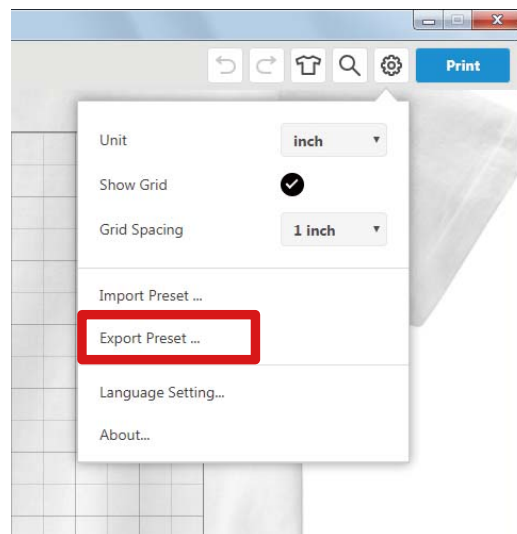 Print
Unit inch
Show Grid
Grid Spacing 1 inch
Import Preset ...
Export Preset ...
Language Setting...
About...